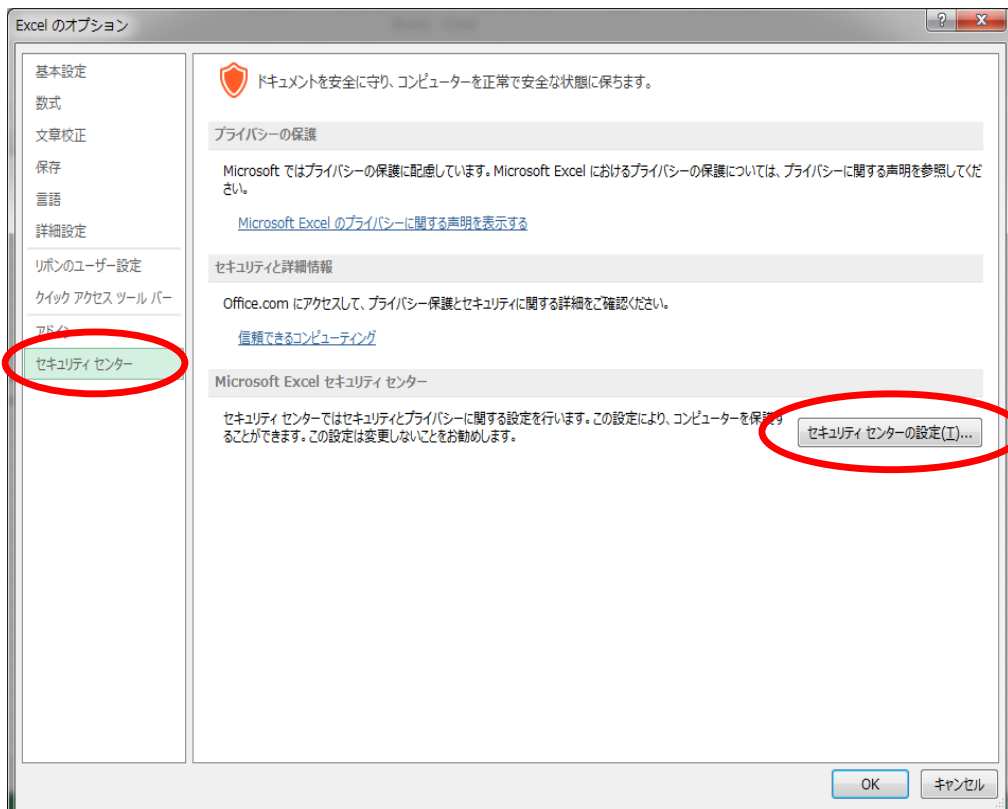 Excel のオプション
基本設定
数式
文章校正
保存
言語
詳細設定
リボンのユーザー設定
クイック アクセス ツール バー
アドイン
セキュリティ センター
ドキュメントを安全に守り、コンピューターを正常で安全な状態に保ちます。
プライバシーの保護
Microsoft ではプライバシーの保護に配慮しています。Microsoft Excel におけるプライバシーの保護については、プライバシーに関する声明を参照してくだ
さい。
Microsoft Excel のプライバシーに関する声明を表示する
セキュリティと詳細情報
Office.com にアクセスして、プライバシー保護とセキュリティに関する詳細をご確認ください。
信頼できるコンピューティング
Microsoft Excel セキュリティ センター
セキュリティ センターではセキュリティとプライバシーに関する設定を行います。この設定により、コンピューターを保護す
ることができます。この設定は変更しないことをお勧めします。
セキュリティ センターの設定(T)...
OK
キャンセル